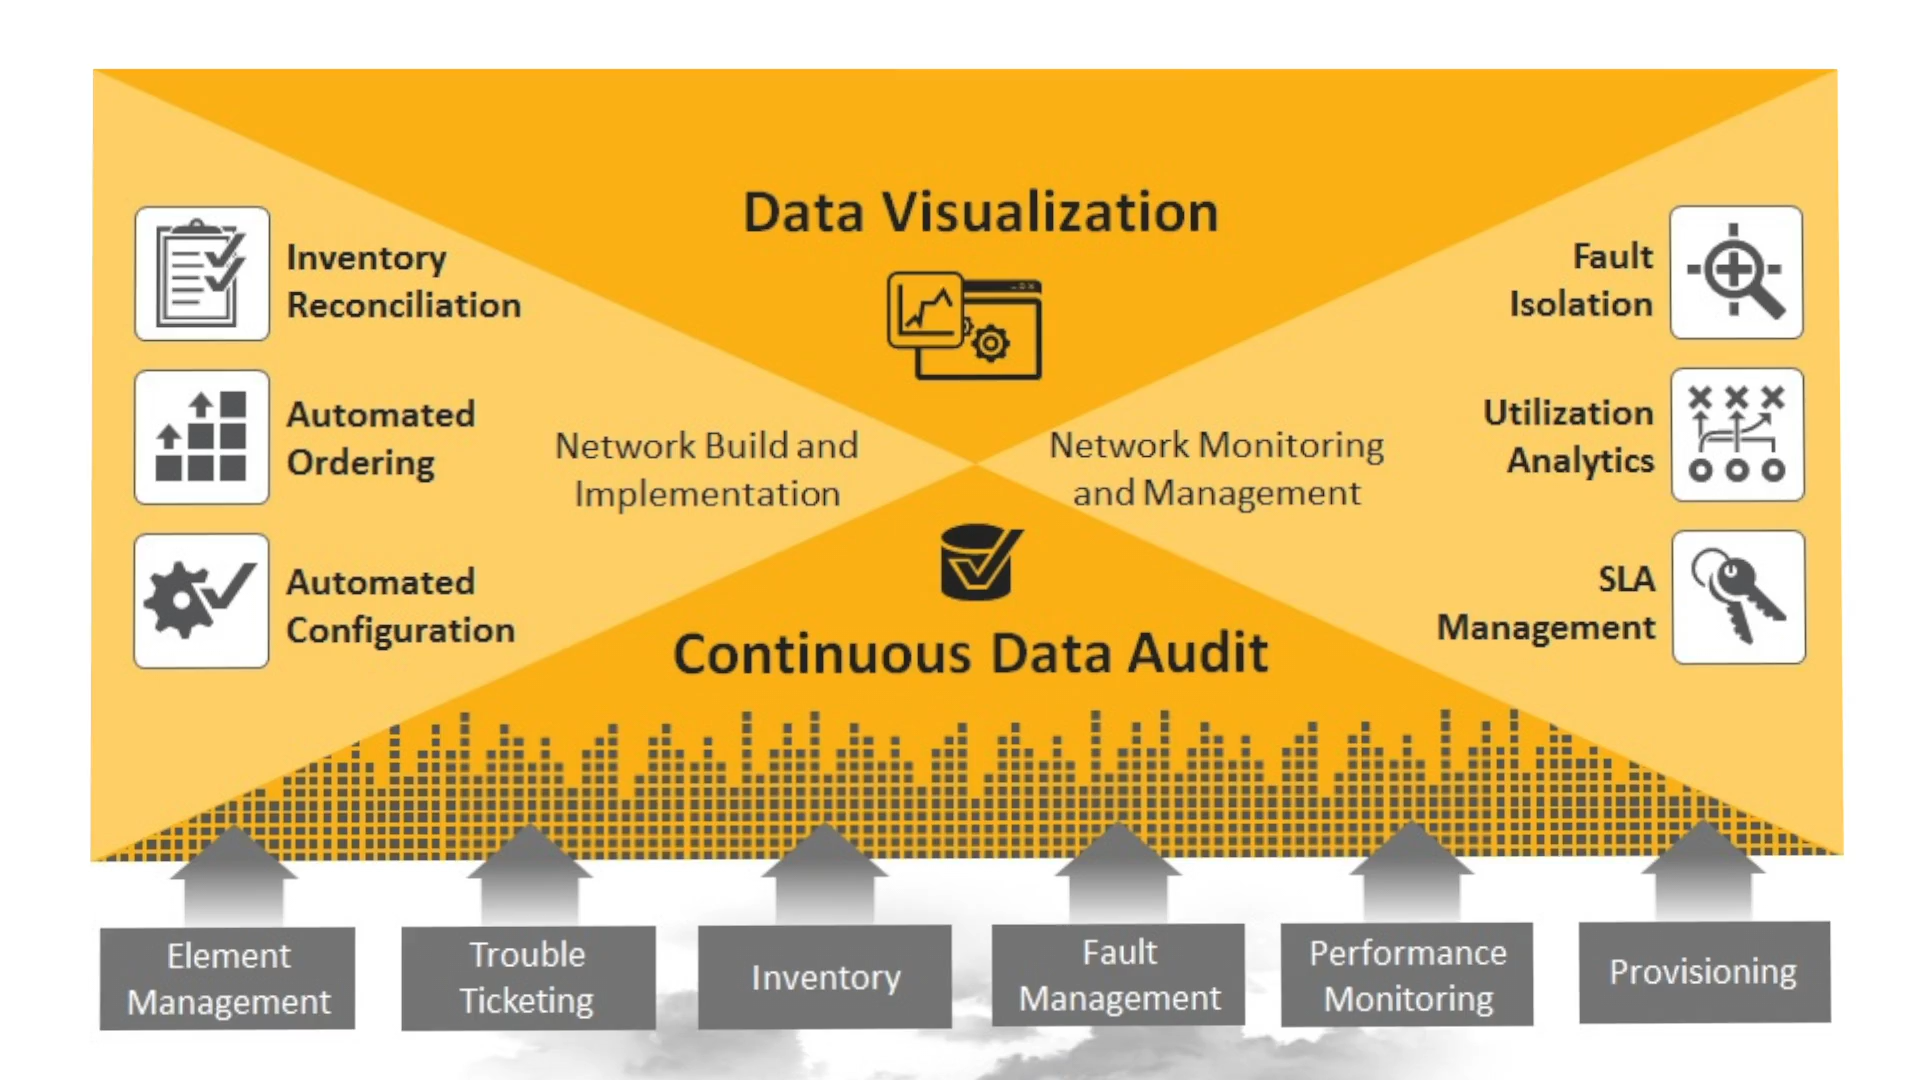 Data Visualization
Inventory
Reconciliation
Automated
Ordering
Automated
Configuration
Network Build and
Implementation
Network Monitoring
and Management
Fault
Isolation
Utilization
Analytics
SLA
Management
Continuous Data Audit
Element
Management
Trouble
Ticketing
Inventory
Fault
Management
Performance
Monitoring
Provisioning